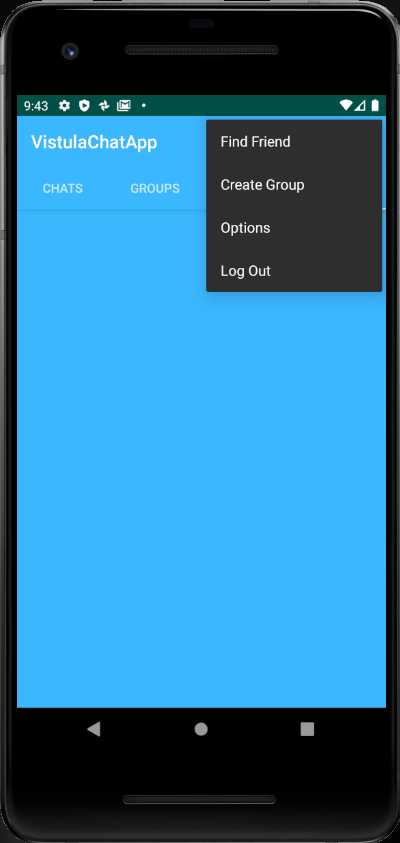 9:43
VistulaChatApp
Find Friend
CHATS
GROUPS
Create Group
Options
Log Out